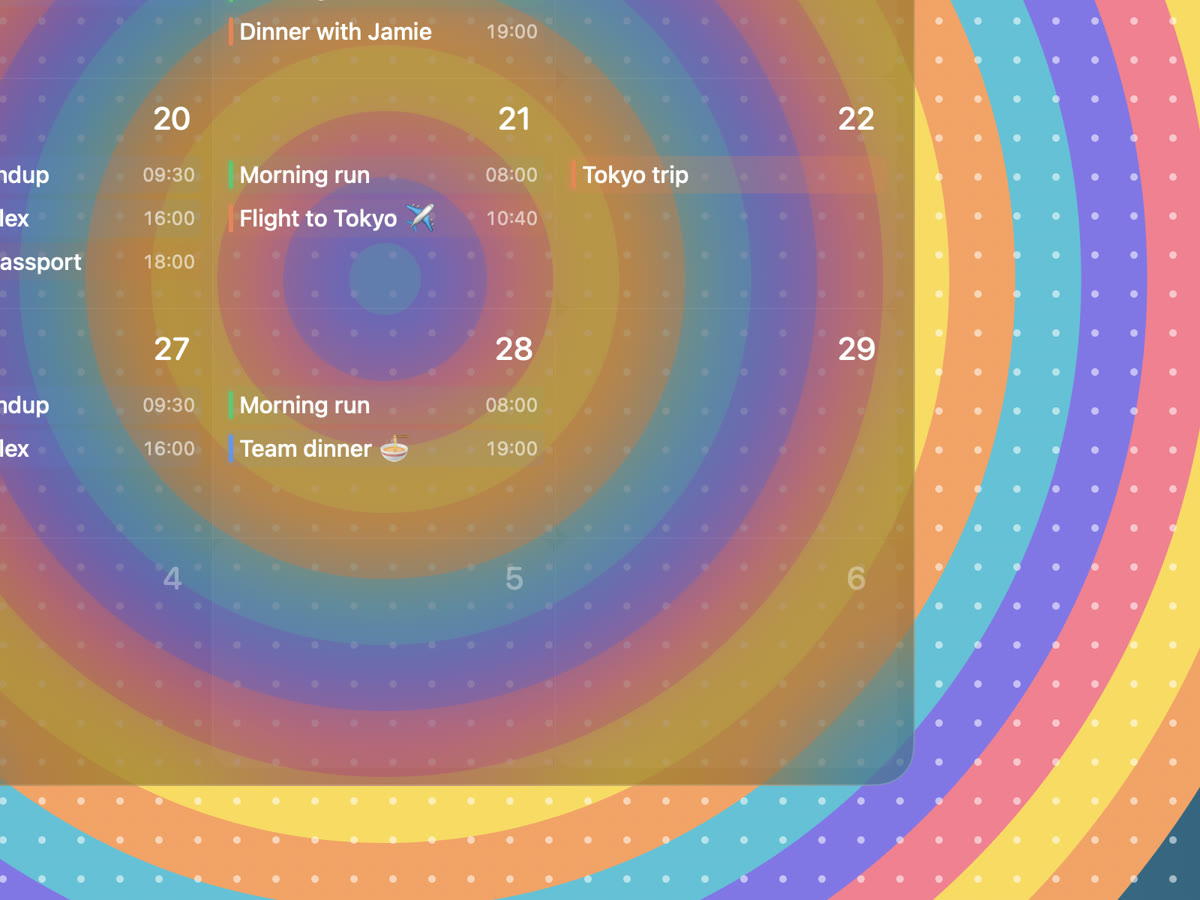 Dinner with Jamie 19:00
20 21 22
ndup 09:30 Morning run 08:00 Tokyo trip
lex 16:00 Flight to Tokyo ✈️ 10:40
assport 18:00
27 28 29
ndup 09:30 Morning run 08:00
lex 16:00 Team dinner 🍜 19:00
4 5 6